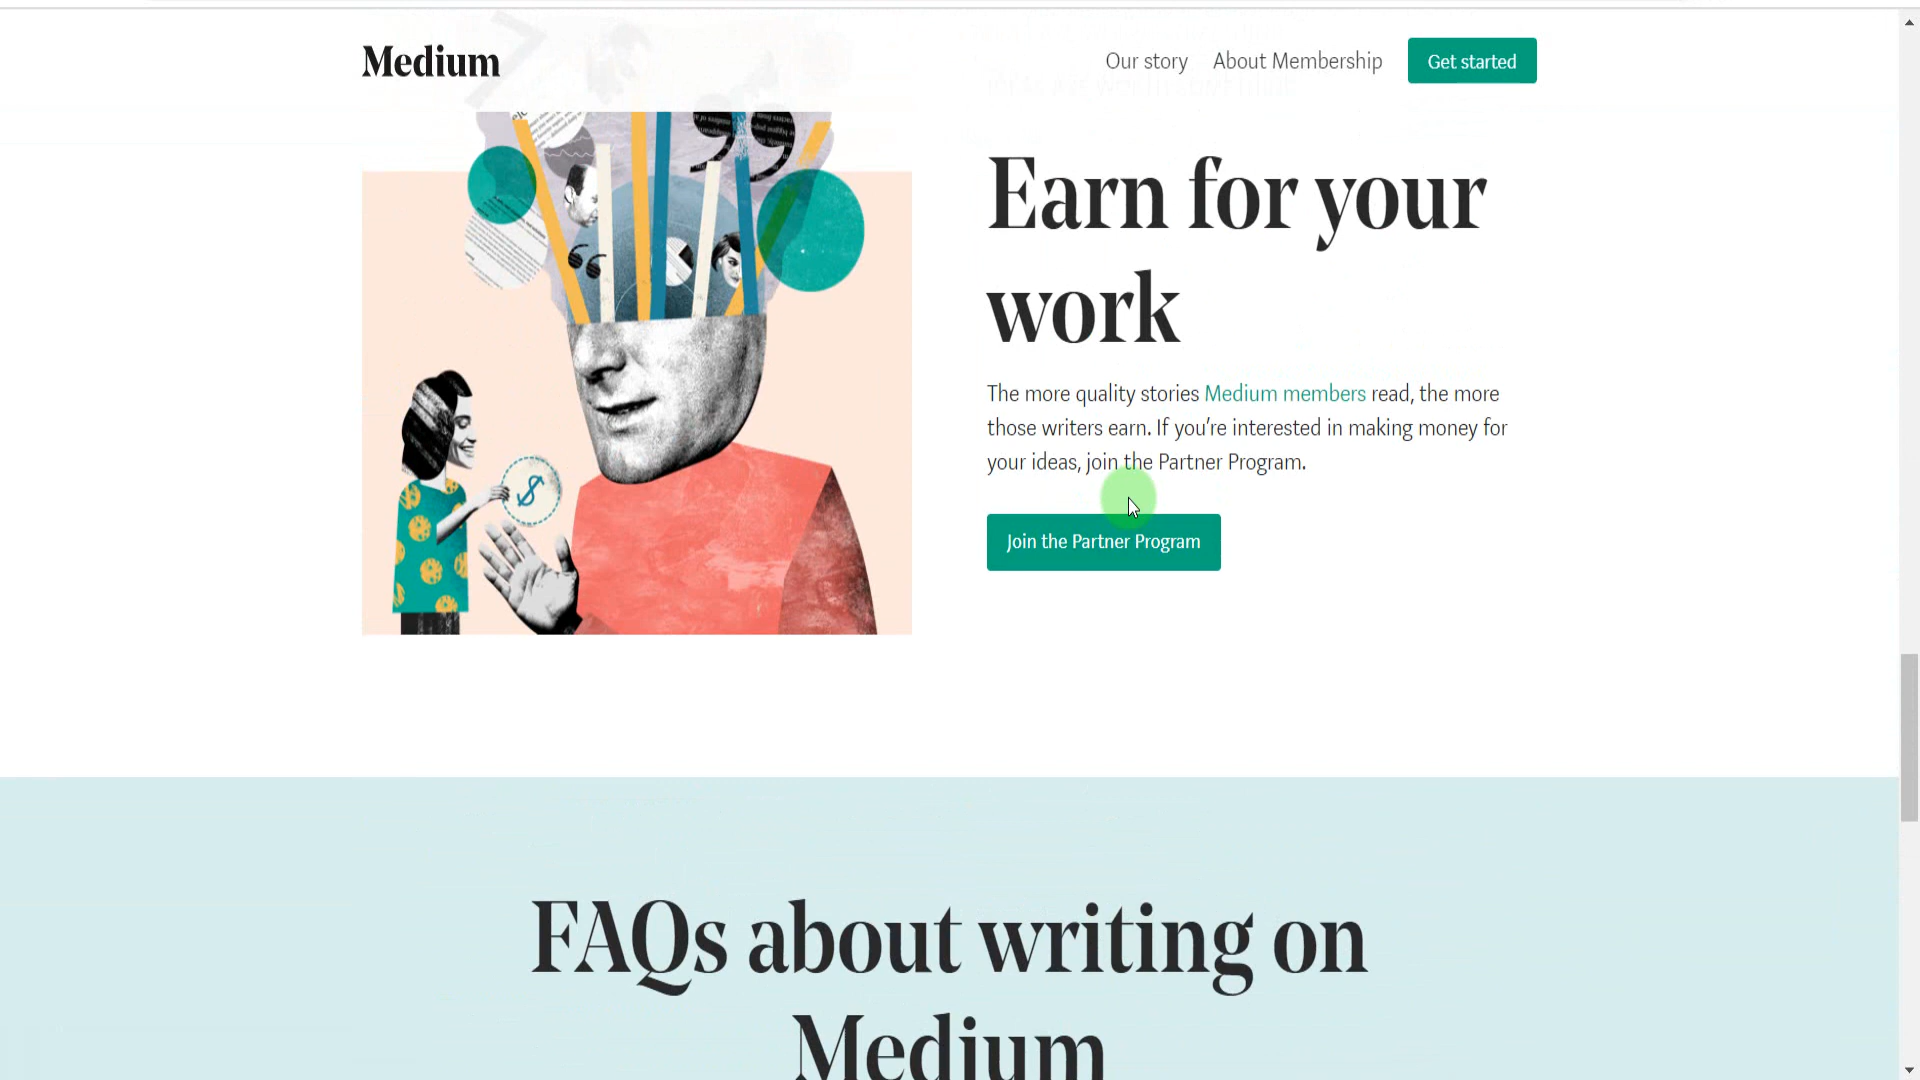 Medium
Our story
About Membership
Get started
Earn for your
work
The more quality stories Medium members read, the more
those writers earn. If you’re interested in making money for
your ideas, join the Partner Program.
Join the Partner Program
FAQs about writing on
Medium